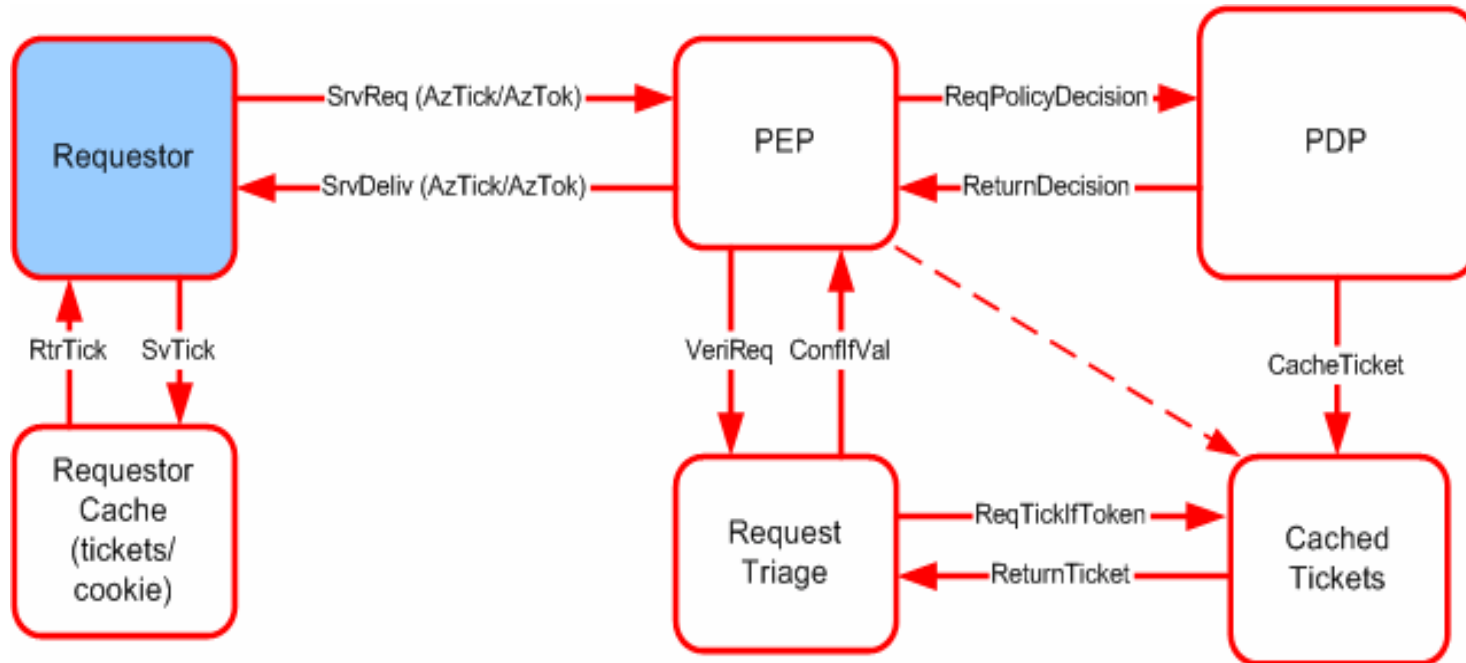 Requestor
SrvReq (AzTick/AzTok)
SrvDeliv (AzTick/AzTok)
PEP
ReqPolicyDecision
ReturnDecision
PDP
RtrTick
SvTick
VeriReq
ConfIfVal
CacheTicket
Requestor
Cache
(tickets/
cookie)
Request
Triage
ReqTickIfToken
ReturnTicket
Cached
Tickets